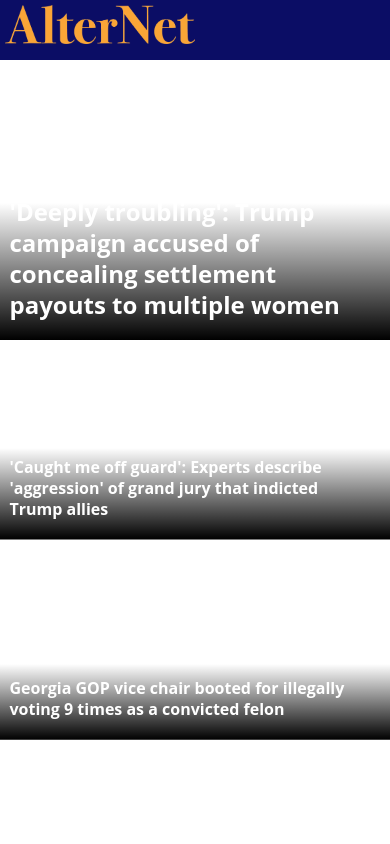 AlterNet
'Deeply troubling': Trump
campaign accused of
concealing settlement
payouts to multiple women
'Caught me off guard': Experts describe
'aggression' of grand jury that indicted
Trump allies
Georgia GOP vice chair booted for illegally
voting 9 times as a convicted felon